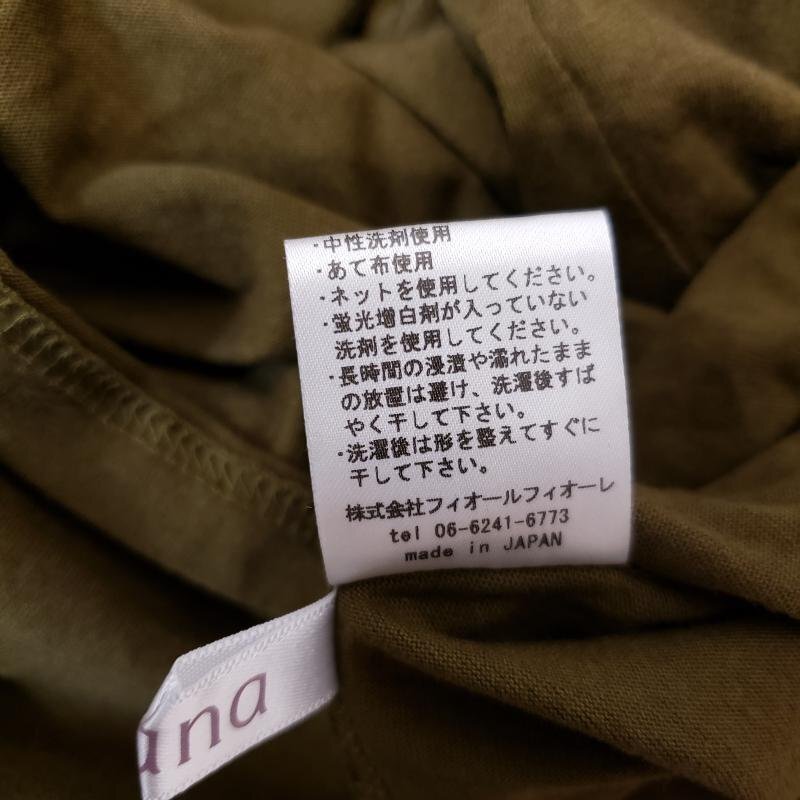 ・中性洗剤使用
・あて布使用
・ネットを使用してください。
・蛍光増白剤が入っていない
洗剤を使用してください。
・長時間の浸漬や濡れたまま
の放置は避け、洗濯後すば
やく干して下さい。
・洗濯後は形を整えてすぐに
干して下さい。
株式会社フィオールフィオーレ
tel 06-6241-6773
made in JAPAN
una